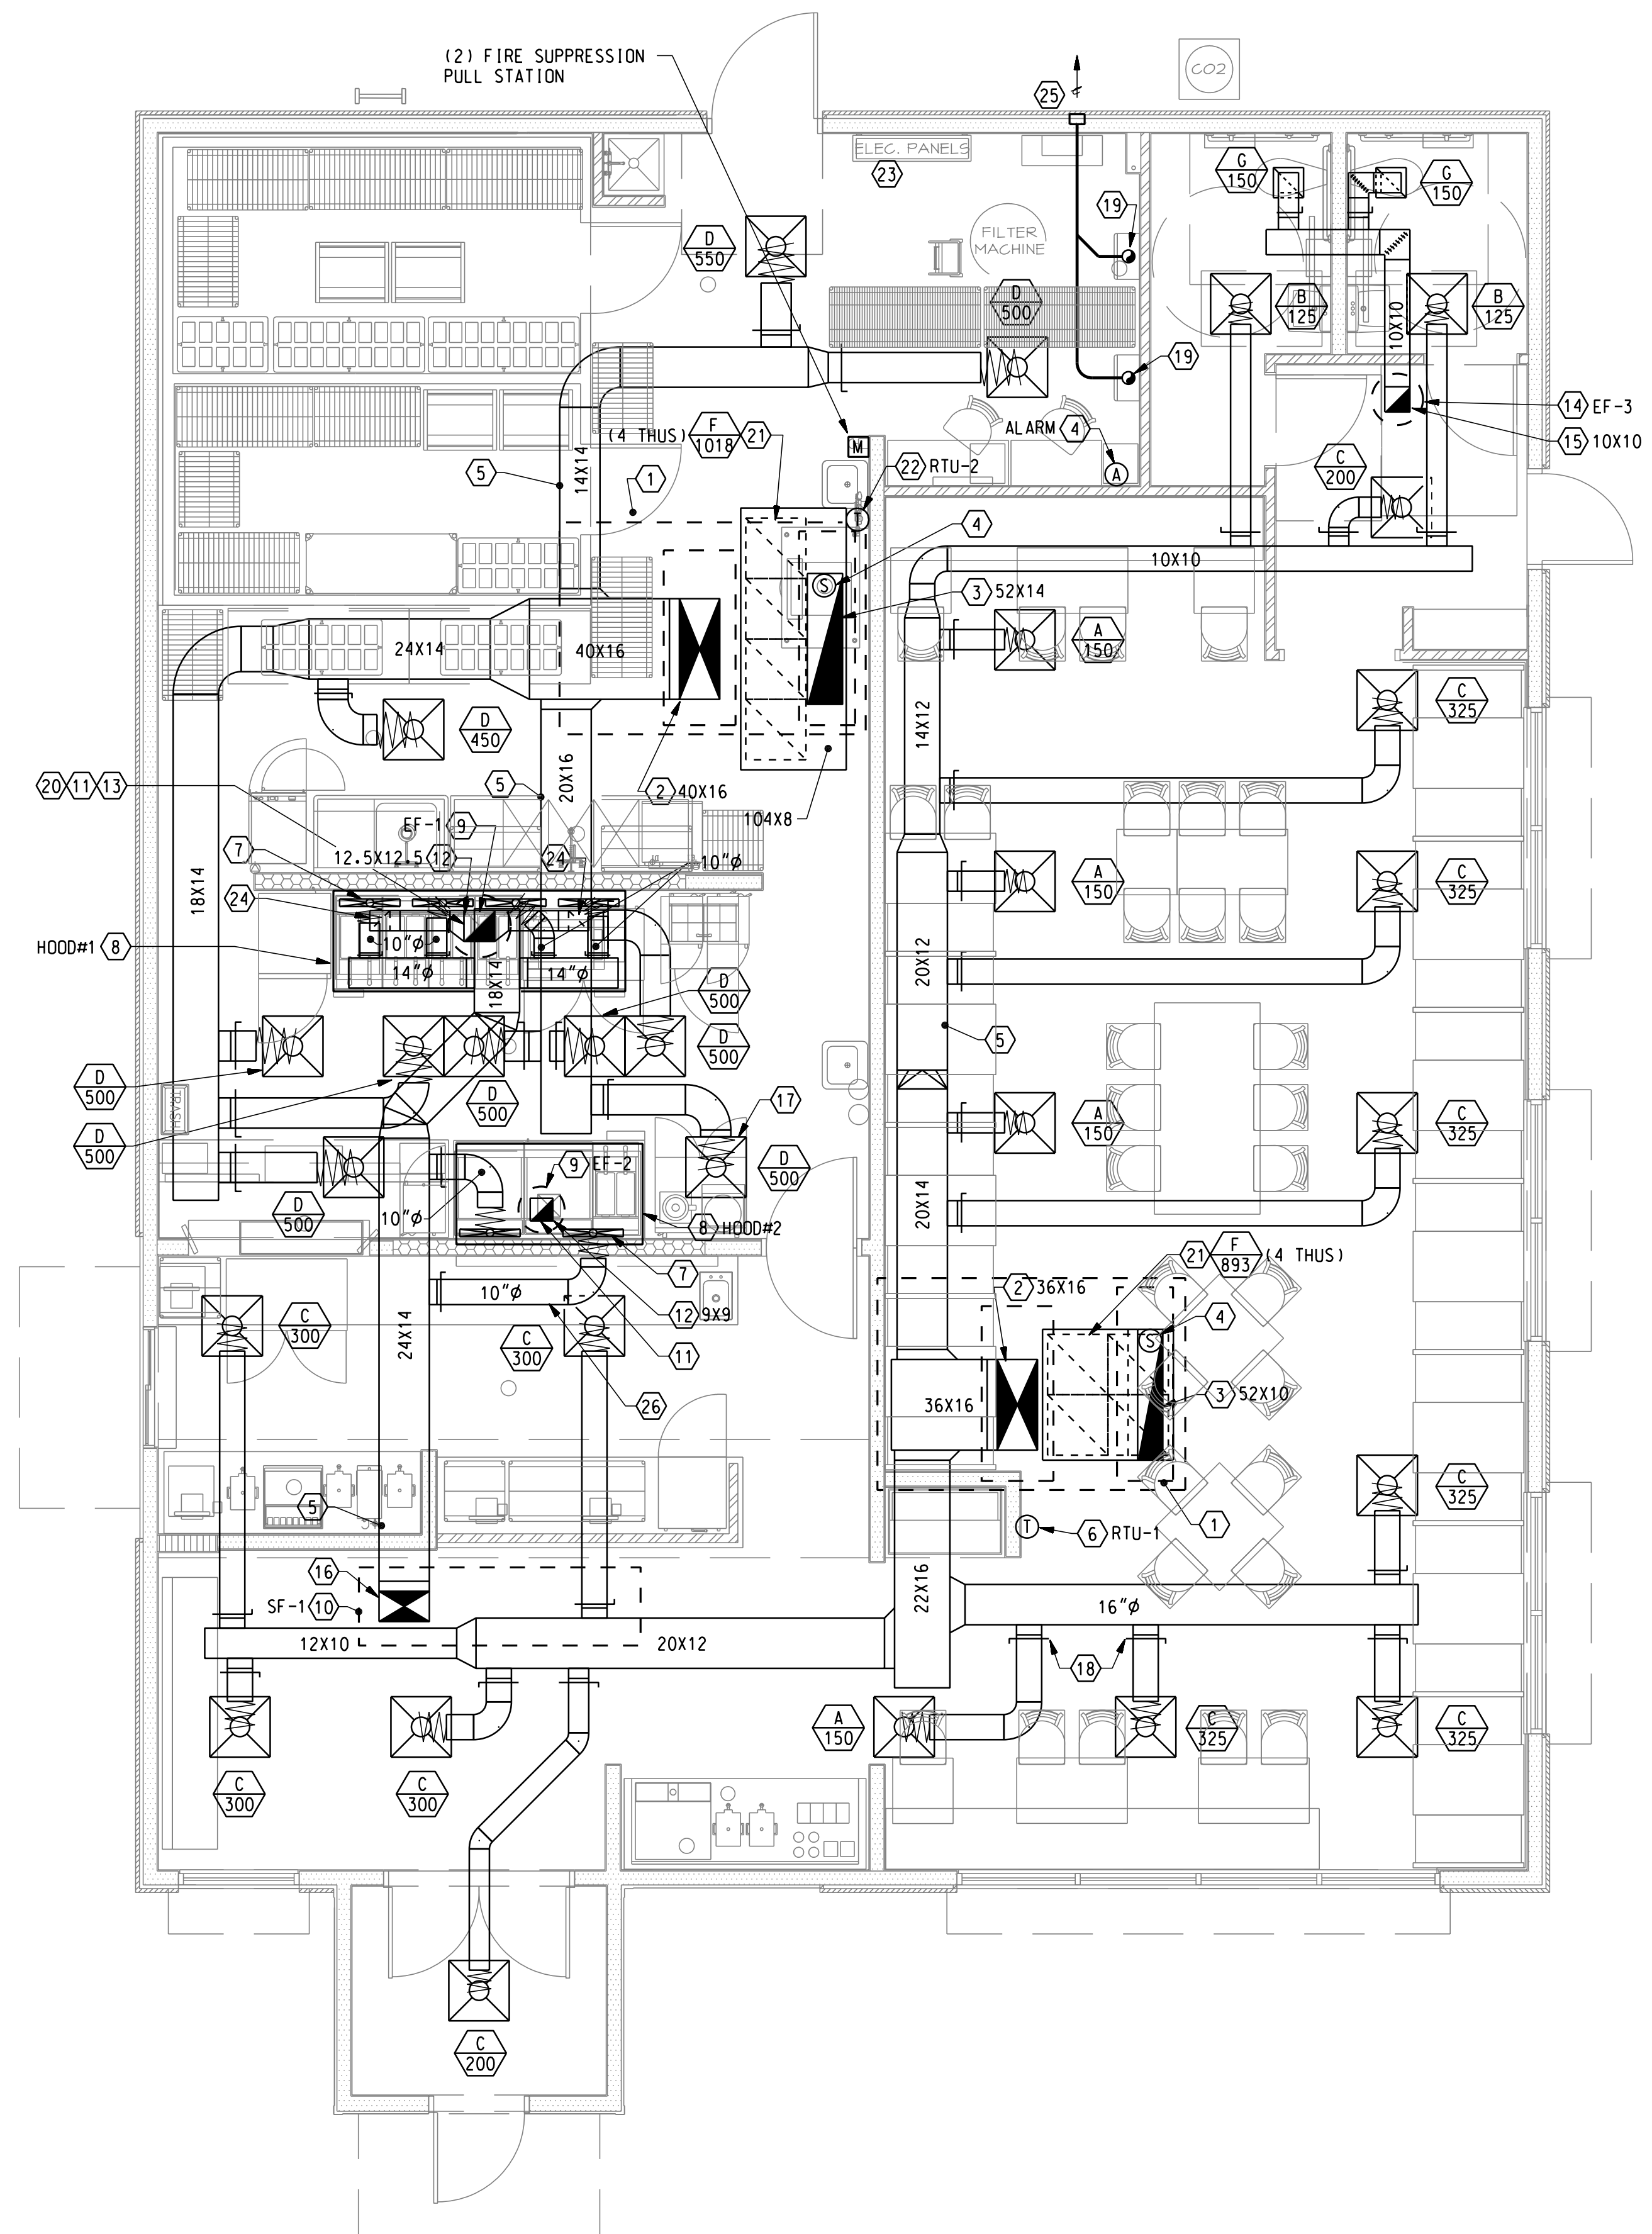 (2) FIRE SUPPRESSION
PULL STATION
25
CO2
ELEC. PANELS
23
G
150
G
150
19
FILTER
MACHINE
D
550
D
500
B
125
B
125
10X10
19
14 EF-3
15 10X10
(4 THUS)
F
1018
21
M
ALARM 4
A
C
200
5
14X14
1
22 RTU-2
T
4
S
3 52X14
10X10
A
150
24X14
40X16
C
325
D
450
14X12
20X16
5
2 40X16
104X8
20 11 13
EF-1 9
7
12.5X12.5 12
24
10"ø
24
18X14
A
150
C
325
HOOD#1 8
10"ø
14"ø
14"ø
18X14
20X12
D
500
D
500
5
D
500
D
500
D
500
17
TRASH
A
150
C
325
D
500
9 EF-2
D
500
10"ø
8 HOOD#2
20X14
7
21
F
893
(4 THUS)
2 36X16
10"ø
12 9X9
4
S
C
300
C
300
11
24X14
26
36X16
3 52X10
5
C
325
T
6 RTU-1
1
16
SF-1 10
22X16
16"ø
12X10
20X12
18
A
150
C
325
C
325
C
300
C
300
C
200